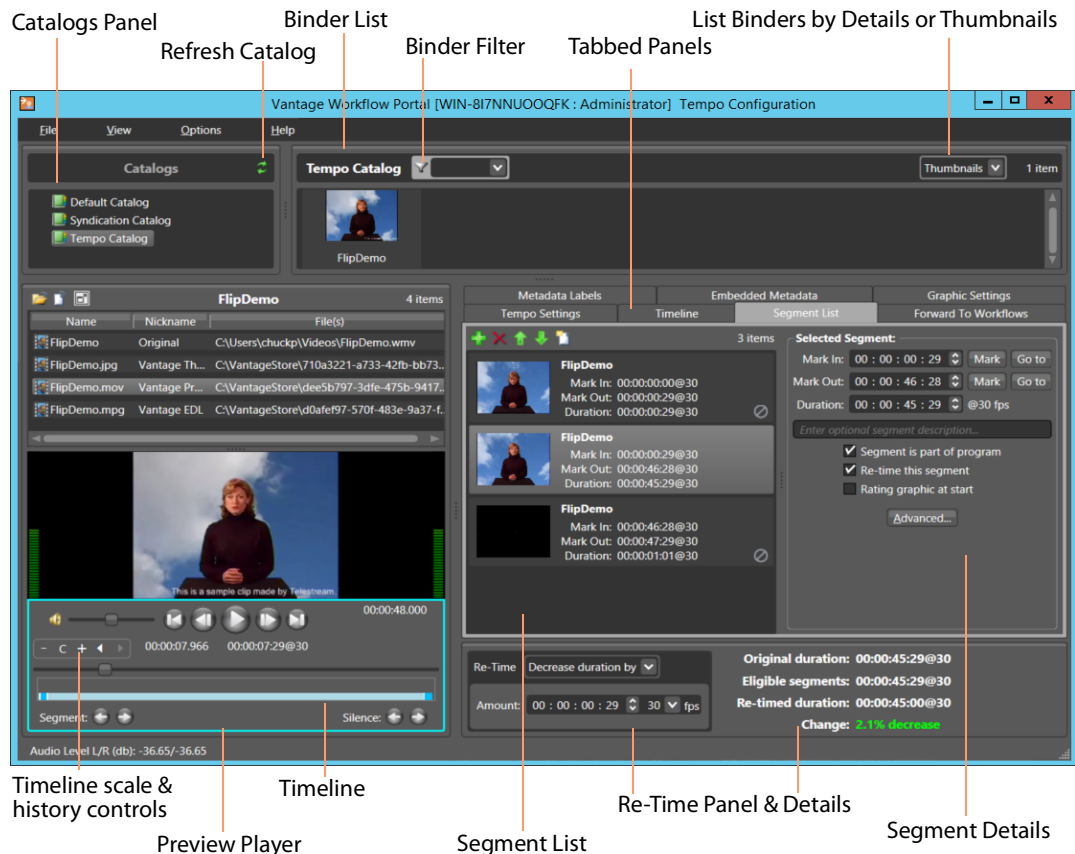 Catalogs Panel
Binder List
List Binders by Details or Thumbnails
Refresh Catalog
Binder Filter
Tabbed Panels
Vantage Workflow Portal [WIN-8I7NNUOOQFK : Administrator] Tempo Configuration
File View Options Help
Catalogs
Tempo Catalog
Thumbnails
1 item
Default Catalog
Syndication Catalog
Tempo Catalog
FlipDemo
FlipDemo
4 items
Name Nickname File(s)
FlipDemo Original C:\Users\chuckp\Videos\FlipDemo.wmv
FlipDemo.jpg Vantage Th... C:\VantageStore\710a3221-a733-42fb-bb73..
FlipDemo.mov Vantage Pr... C:\VantageStore\dee5b797-3dfe-475b-9417..
FlipDemo.mpg Vantage EDL C:\VantageStore\d0afef97-570f-483e-9a37-f..
This is a sample clip made by Telestream.
00:00:48.000
- C +
00:00:07.966 00:00:07:29@30
Segment:
Silence:
Audio Level L/R (db): -36.65/-36.65
Metadata Labels Embedded Metadata Graphic Settings
Tempo Settings Timeline Segment List Forward To Workflows
3 items
FlipDemo
Mark In: 00:00:00:00@30
Mark Out: 00:00:00:29@30
Duration: 00:00:00:29@30
FlipDemo
Mark In: 00:00:00:29@30
Mark Out: 00:00:46:28@30
Duration: 00:00:45:29@30
FlipDemo
Mark In: 00:00:46:28@30
Mark Out: 00:00:47:29@30
Duration: 00:00:01:01@30
Selected Segment:
Mark In: 00 : 00 : 00 : 29 Mark Go to
Mark Out: 00 : 00 : 46 : 28 Mark Go to
Duration: 00 : 00 : 45 : 29 @30 fps
Enter optional segment description...
Segment is part of program
Re-time this segment
Rating graphic at start
Advanced...
Re-Time Decrease duration by
Amount: 00 : 00 : 00 : 29 30 fps
Original duration: 00:00:45:29@30
Eligible segments: 00:00:45:29@30
Re-timed duration: 00:00:45:00@30
Change: 2.1% decrease
Timeline scale &
history controls
Timeline
Re-Time Panel & Details
Segment Details
Preview Player
Segment List